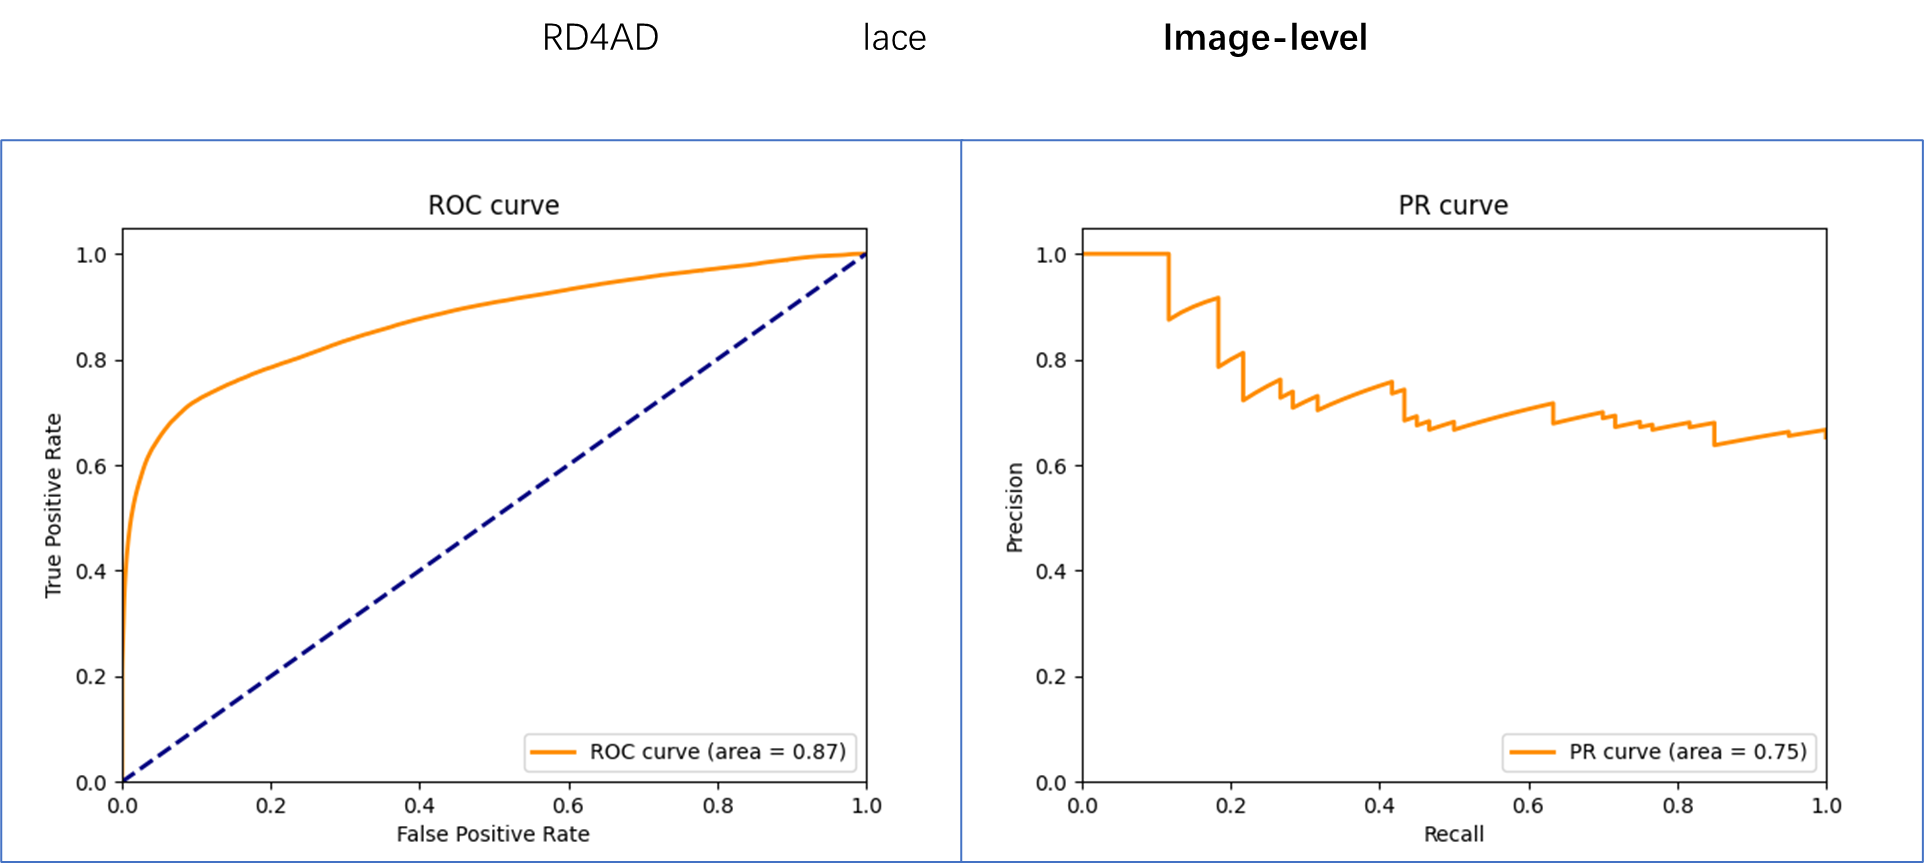 RD4AD lace Image-level
ROC curve
1.0
0.8
0.6
0.4
0.2
0.0
True Positive Rate
ROC curve (area = 0.87)
0.0 0.2 0.4 0.6 0.8 1.0
False Positive Rate
PR curve
1.0
0.8
0.6
0.4
0.2
0.0
Precision
PR curve (area = 0.75)
0.0 0.2 0.4 0.6 0.8 1.0
Recall